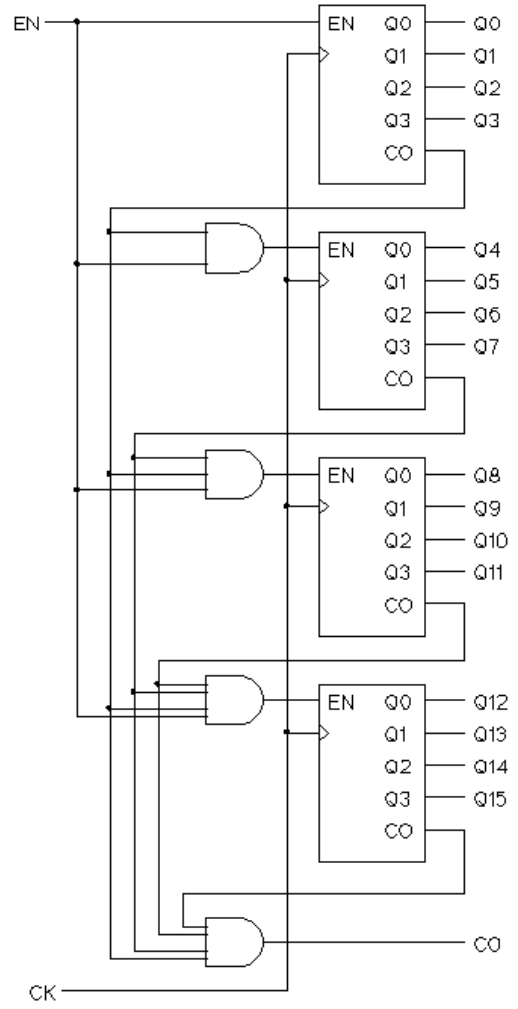 EN EN Q0 Q0
Q1 Q1
Q2 Q2
Q3 Q3
CO
EN Q0 Q4
Q1 Q5
Q2 Q6
Q3 Q7
CO
EN Q0 Q8
Q1 Q9
Q2 Q10
Q3 Q11
CO
EN Q0 Q12
Q1 Q13
Q2 Q14
Q3 Q15
CO
CO
CK